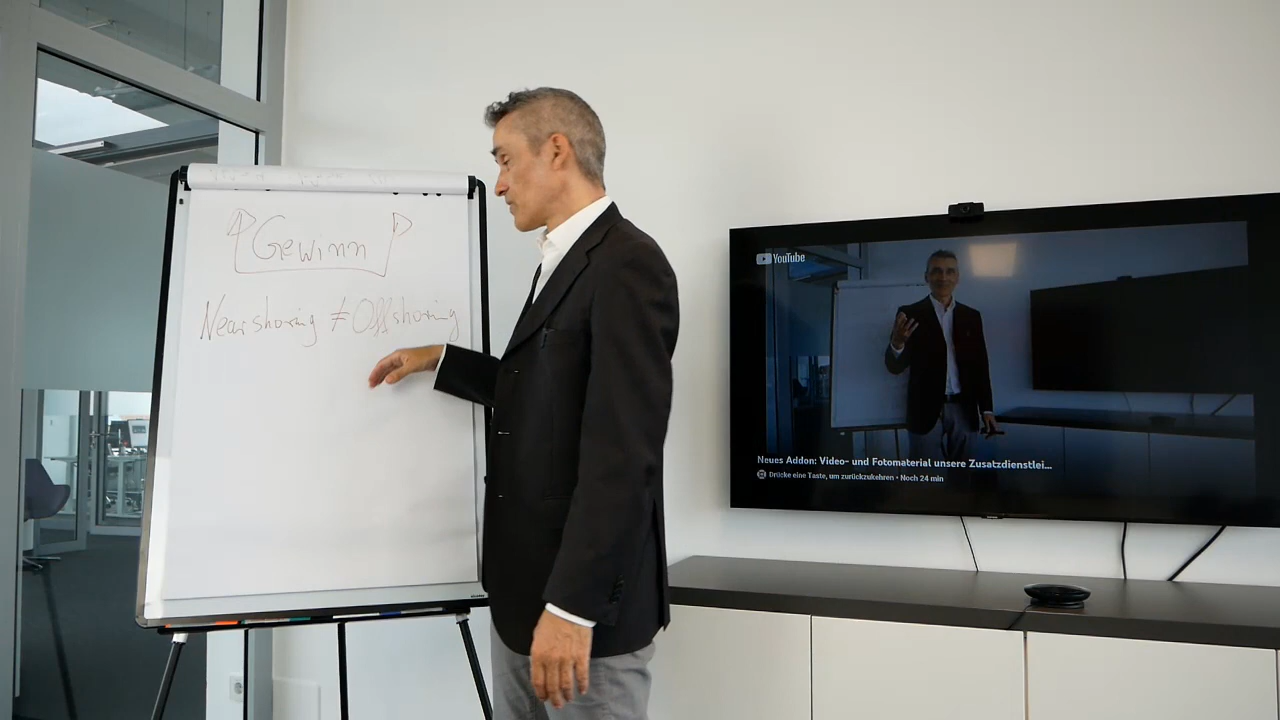 Gewinn
Nearshoring ≠ Offshoring
YouTube
Neues Addon: Video- und Fotomaterial unsere Zusatzdienstlei...
Drücke eine Taste, um zurückzukehren • Noch 24 min